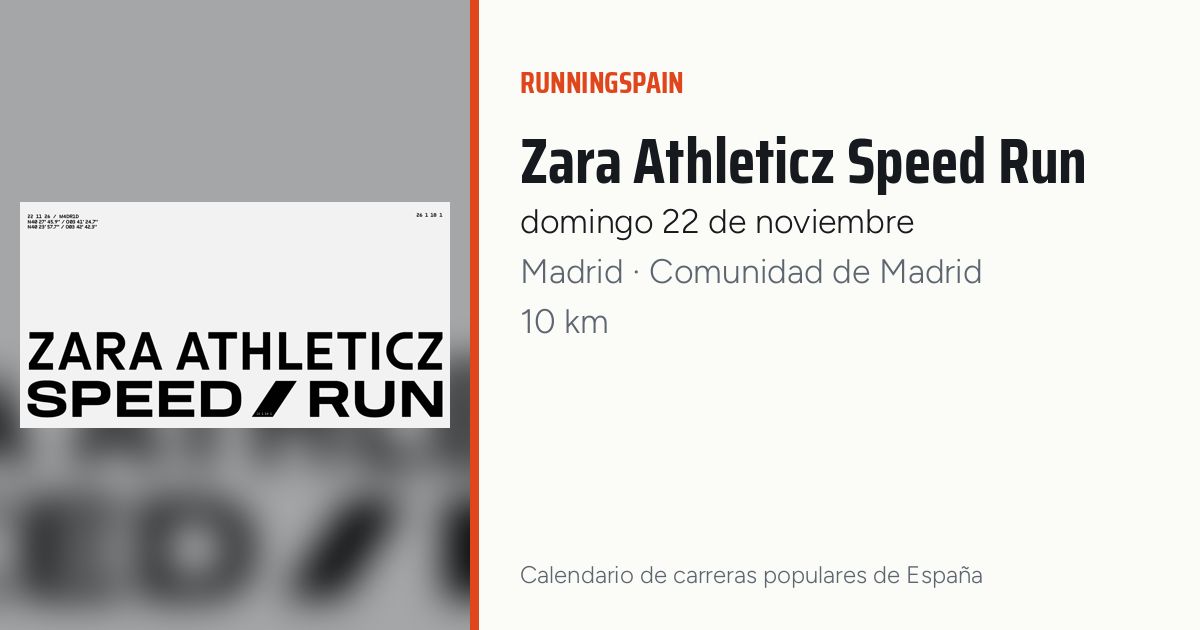 22 11 26 / MADRID
N40 27' 45.9" / O03 41' 24.7"
N40 23' 57.7" / O03 42' 42.3"
26 1 10 1
ZARA ATHLETICZ
SPEED/RUN
RUNNINGSPAIN
Zara Athleticz Speed Run
domingo 22 de noviembre
Madrid · Comunidad de Madrid
10 km
Calendario de carreras populares de España